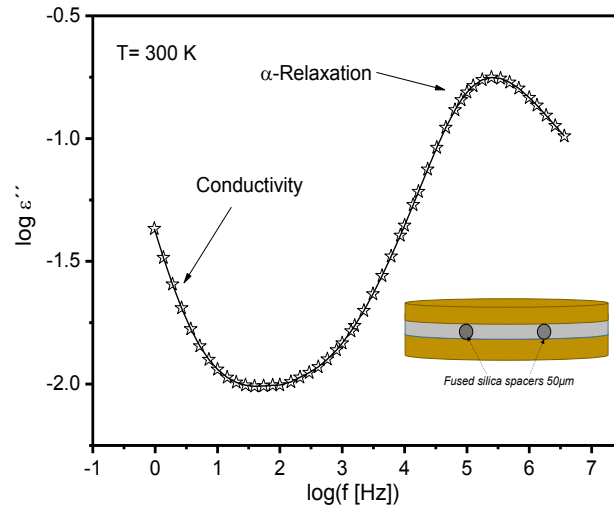 -0.5
T= 300 K
α-Relaxation
-1.0
Conductivity
log ε´´
-1.5
-2.0
Fused silica spacers 50µm
-1 0 1 2 3 4 5 6 7
log(f [Hz])